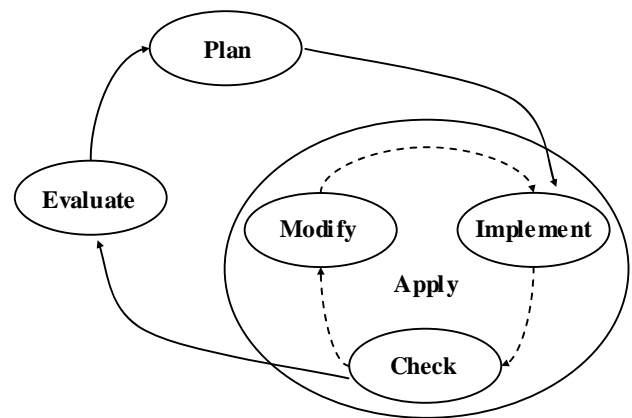 Plan
Evaluate
Modify
Implement
Apply
Check